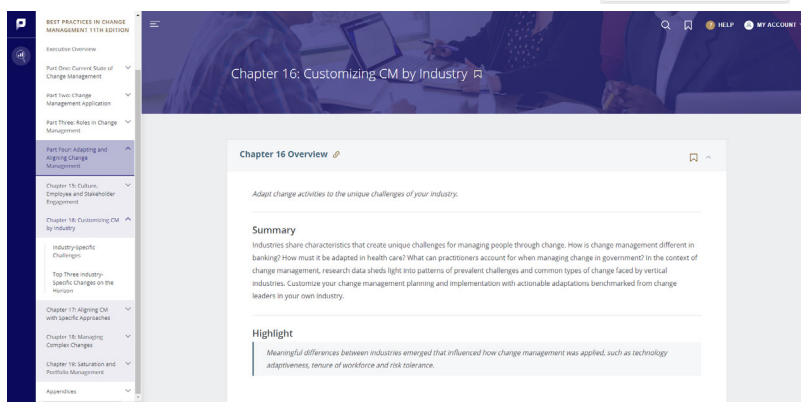 BEST PRACTICES IN CHANGE
MANAGEMENT 11TH EDITION
Executive Overview
Part One: Current State of
Change Management
Part Two: Change
Management Application
Part Three: Roles in Change
Management
Part Four: Adapting and
Aligning Change
Management
Chapter 15: Culture,
Employee and Stakeholder
Engagement
Chapter 16: Customizing CM
by Industry
Industry-Specific
Challenges
Top Three Industry-
Specific Changes on the
Horizon
Chapter 17: Aligning CM
with Specific Approaches
Chapter 18: Managing
Complex Changes
Chapter 19: Saturation and
Portfolio Management
Appendices
HELP
MY ACCOUNT
Chapter 16: Customizing CM by Industry
Chapter 16 Overview
Adapt change activities to the unique challenges of your industry.
Summary
Industries share characteristics that create unique challenges for managing people through change. How is change management different in
banking? How must it be adapted in health care? What can practitioners account for when managing change in government? In the context of
change management, research data sheds light into patterns of prevalent challenges and common types of change faced by vertical
industries. Customize your change management planning and implementation with actionable adaptations benchmarked from change
leaders in your own industry.
Highlight
Meaningful differences between industries emerged that influenced how change management was applied, such as technology
adaptiveness, tenure of workforce and risk tolerance.